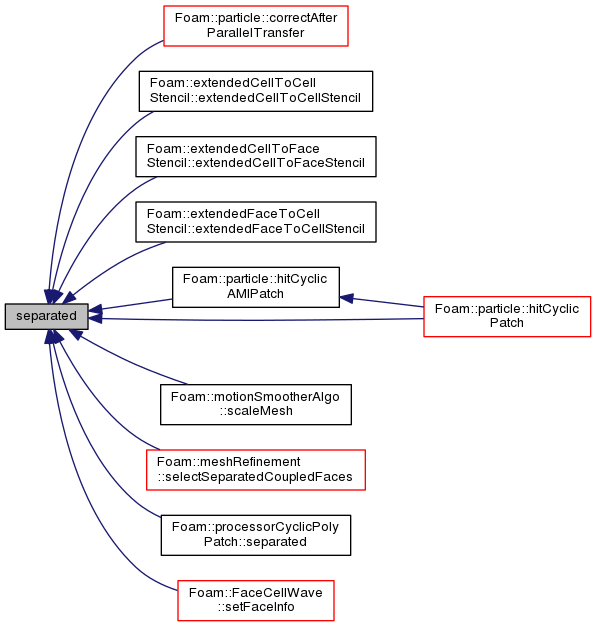 Foam::particle::correctAfter
ParallelTransfer
Foam::extendedCellToCell
Stencil::extendedCellToCellStencil
Foam::extendedCellToFace
Stencil::extendedCellToFaceStencil
Foam::extendedFaceToCell
Stencil::extendedFaceToCellStencil
Foam::particle::hitCyclic
AMIPatch
separated
Foam::particle::hitCyclic
Patch
Foam::motionSmootherAlgo
::scaleMesh
Foam::meshRefinement
::selectSeparatedCoupledFaces
Foam::processorCyclicPoly
Patch::separated
Foam::FaceCellWave
::setFaceInfo